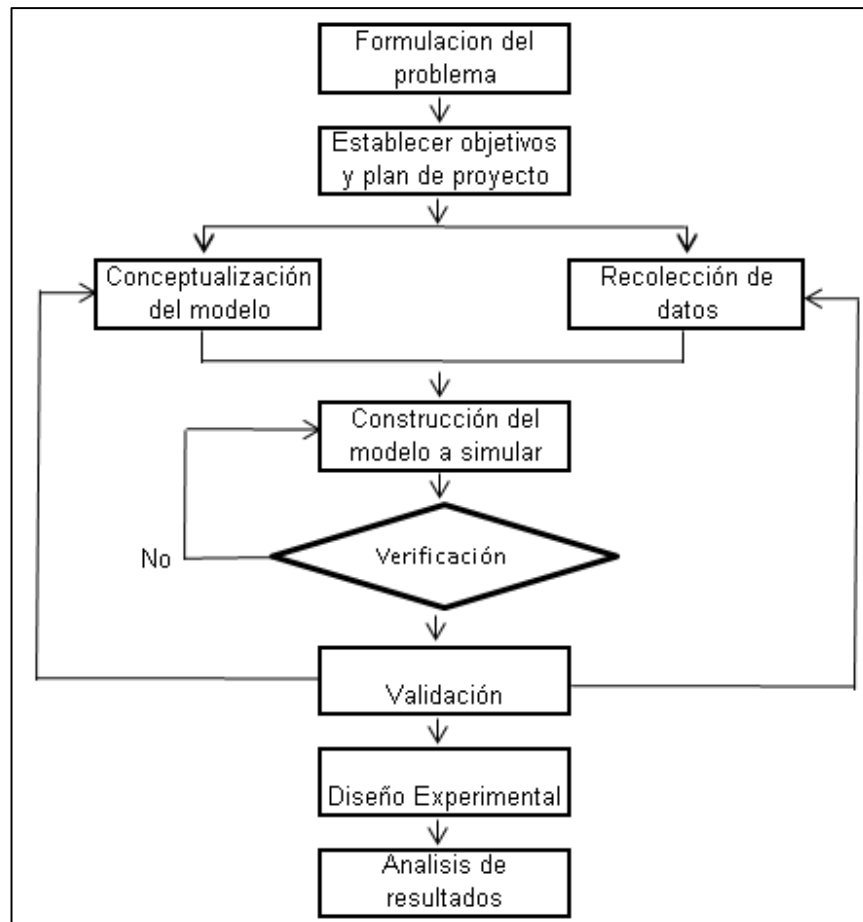 Formulacion del
problema
Establecer objetivos
y plan de proyecto
Conceptualización
del modelo
Recolección de
datos
Construcción del
modelo a simular
Verificación
No
Validación
Diseño Experimental
Analisis de
resultados